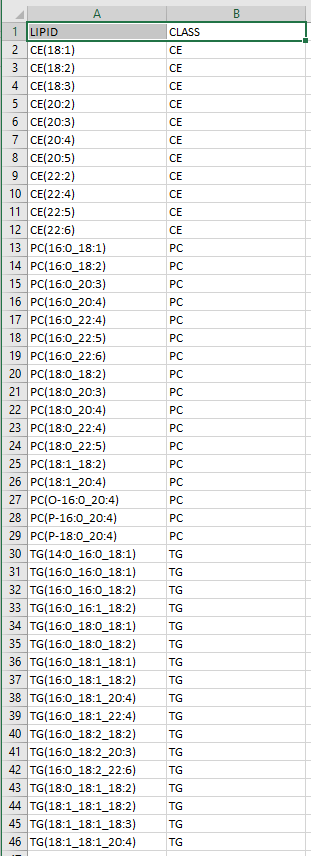 A B
1 LIPID CLASS
2 CE(18:1) CE
3 CE(18:2) CE
4 CE(18:3) CE
5 CE(20:2) CE
6 CE(20:3) CE
7 CE(20:4) CE
8 CE(20:5) CE
9 CE(22:2) CE
10 CE(22:4) CE
11 CE(22:5) CE
12 CE(22:6) CE
13 PC(16:0_18:1) PC
14 PC(16:0_18:2) PC
15 PC(16:0_20:3) PC
16 PC(16:0_20:4) PC
17 PC(16:0_22:4) PC
18 PC(16:0_22:5) PC
19 PC(16:0_22:6) PC
20 PC(18:0_18:2) PC
21 PC(18:0_20:3) PC
22 PC(18:0_20:4) PC
23 PC(18:0_22:4) PC
24 PC(18:0_22:5) PC
25 PC(18:1_18:2) PC
26 PC(18:1_20:4) PC
27 PC(O-16:0_20:4) PC
28 PC(P-16:0_20:4) PC
29 PC(P-18:0_20:4) PC
30 TG(14:0_16:0_18:1) TG
31 TG(16:0_16:0_18:1) TG
32 TG(16:0_16:0_18:2) TG
33 TG(16:0_16:1_18:2) TG
34 TG(16:0_18:0_18:1) TG
35 TG(16:0_18:0_18:2) TG
36 TG(16:0_18:1_18:1) TG
37 TG(16:0_18:1_18:2) TG
38 TG(16:0_18:1_20:4) TG
39 TG(16:0_18:1_22:4) TG
40 TG(16:0_18:2_18:2) TG
41 TG(16:0_18:2_20:3) TG
42 TG(16:0_18:2_22:6) TG
43 TG(18:0_18:1_18:2) TG
44 TG(18:1_18:1_18:2) TG
45 TG(18:1_18:1_18:3) TG
46 TG(18:1_18:1_20:4) TG